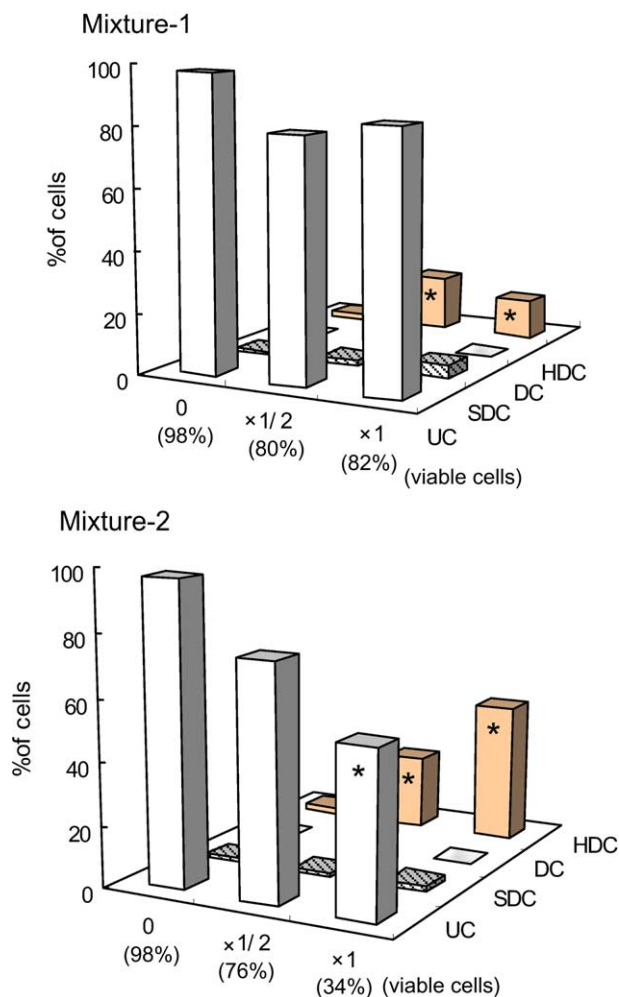 Mixture-1
100
80
60
40
20
0
%of cells
*
*
HDC
DC
SDC
UC
0
×1/2
×1
(98%)
(80%)
(82%)
(viable cells)
Mixture-2
100
80
60
40
20
0
%of cells
*
*
*
HDC
DC
SDC
UC
0
×1/2
×1
(98%)
(76%)
(34%)
(viable cells)